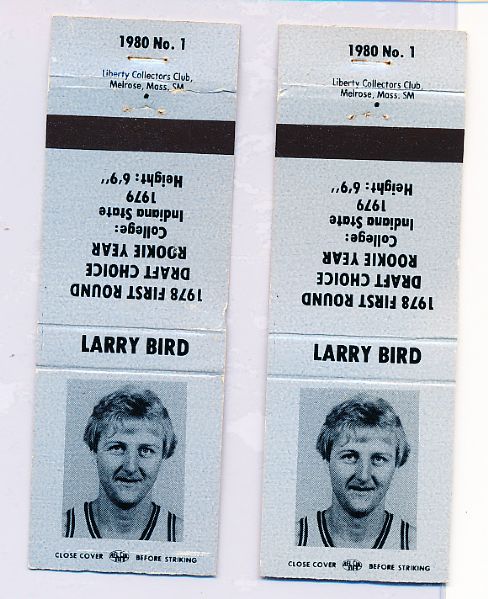 1980 No. 1
Liberty Collectors Club,
Melrose, Mass. SM
1978 FIRST ROUND
DRAFT CHOICE
ROOKIE YEAR
College:
Indiana State
1979
Height: 6'9"
LARRY BIRD
CLOSE COVER BEFORE STRIKING
1980 No. 1
Liberty Collectors Club,
Melrose, Mass. SM
1978 FIRST ROUND
DRAFT CHOICE
ROOKIE YEAR
College:
Indiana State
1979
Height: 6'9"
LARRY BIRD
CLOSE COVER BEFORE STRIKING